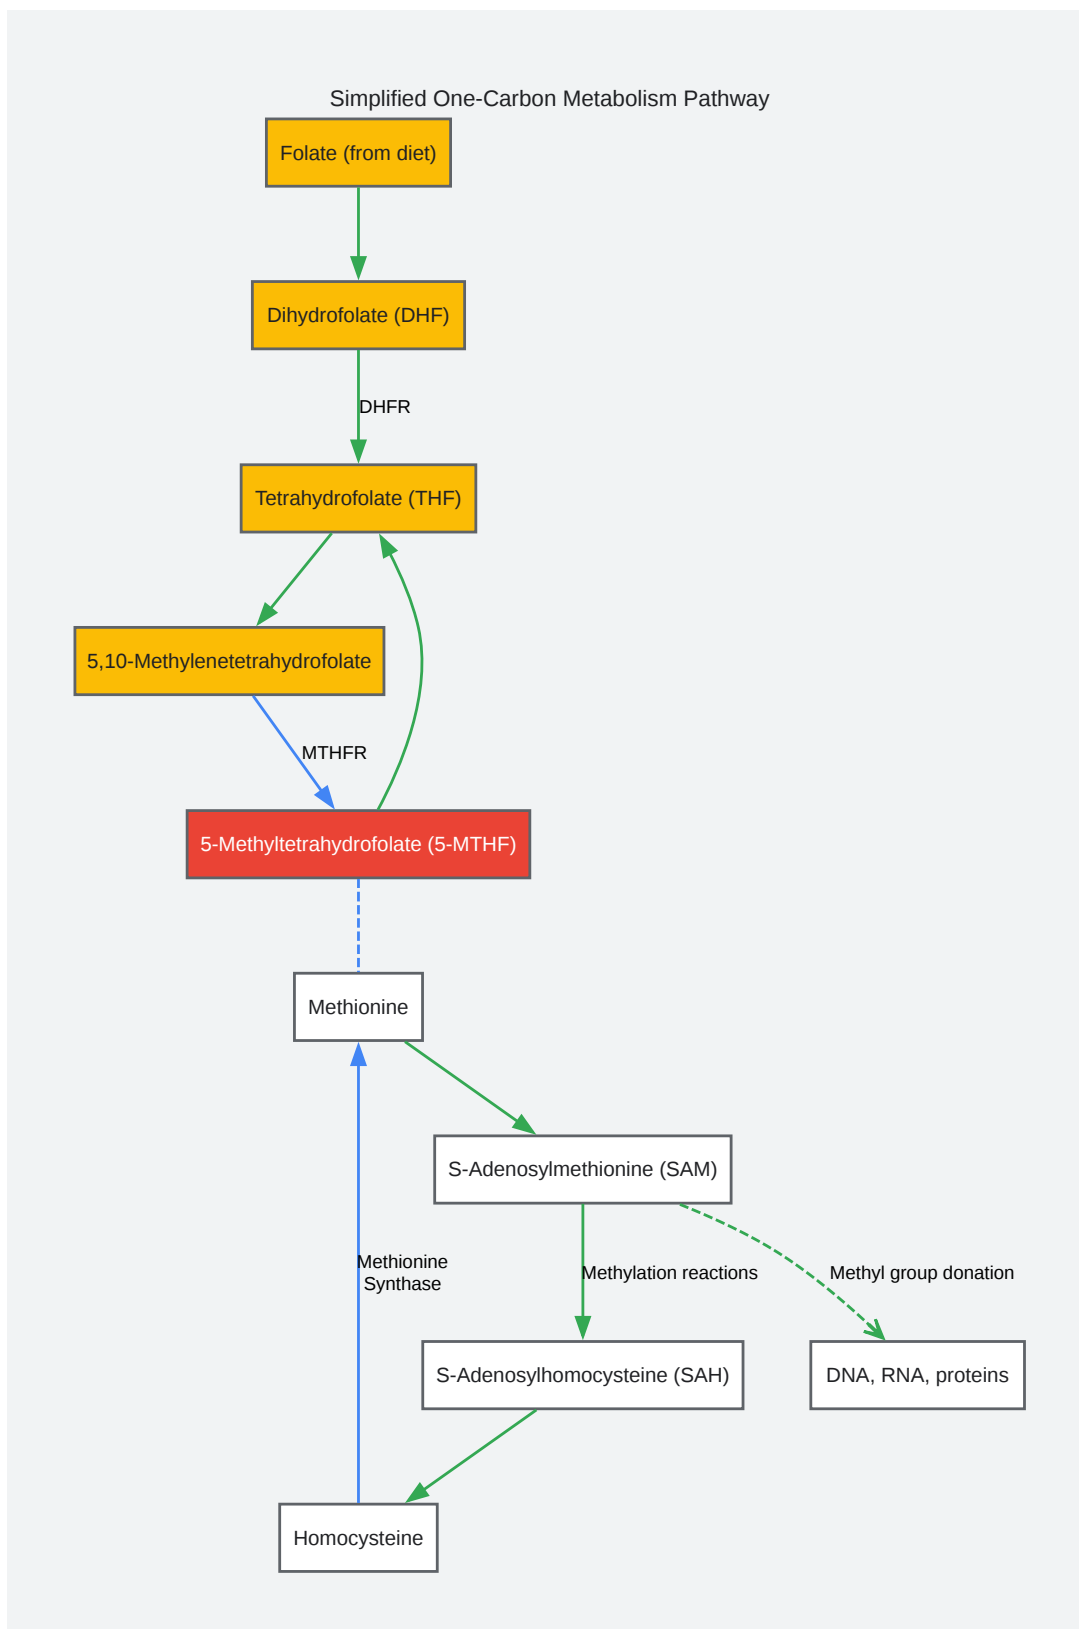 Simplified One-Carbon Metabolism Pathway
Folate (from diet)
Dihydrofolate (DHF)
DHFR
Tetrahydrofolate (THF)
5,10-Methylenetetrahydrofolate
MTHFR
5-Methyltetrahydrofolate (5-MTHF)
Methionine
S-Adenosylmethionine (SAM)
Methionine
Synthase
Methylation reactions
Methyl group donation
S-Adenosylhomocysteine (SAH)
DNA, RNA, proteins
Homocysteine